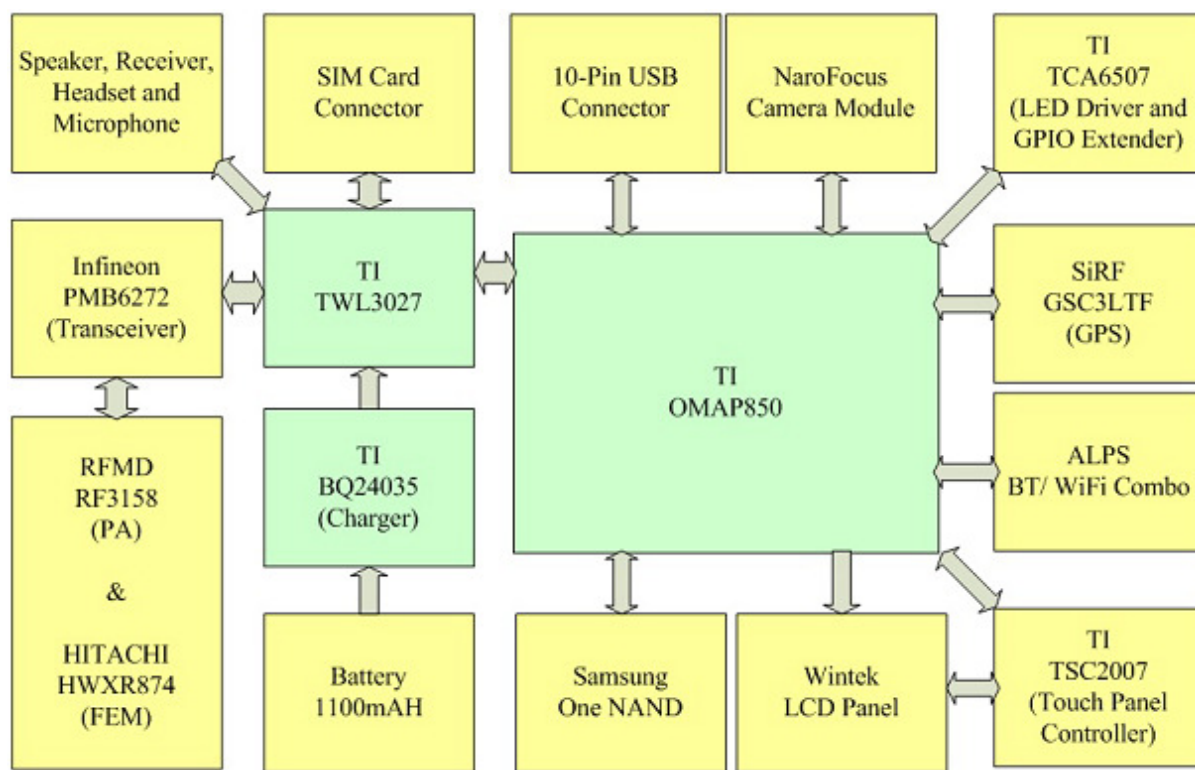 Speaker, Receiver,
Headset and
Microphone
SIM Card
Connector
10-Pin USB
Connector
NaroFocus
Camera Module
TI
TCA6507
(LED Driver and
GPIO Extender)
Infineon
PMB6272
(Transceiver)
TI
TWL3027
TI
OMAP850
SiRF
GSC3LTF
(GPS)
RFMD
RF3158
(PA)
&
HITACHI
HWXR874
(FEM)
TI
BQ24035
(Charger)
ALPS
BT/ WiFi Combo
Battery
1100mAH
Samsung
One NAND
Wintek
LCD Panel
TI
TSC2007
(Touch Panel
Controller)